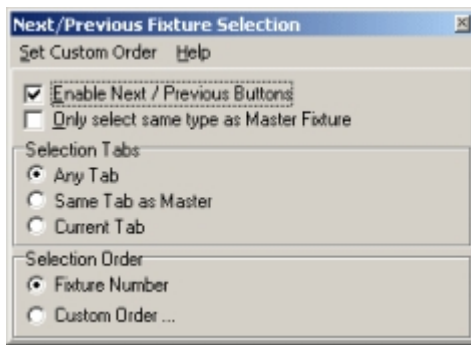 Next/Previous Fixture Selection
Set Custom Order Help
Enable Next / Previous Buttons
Only select same type as Master Fixture
Selection Tabs
Any Tab
Same Tab as Master
Current Tab
Selection Order
Fixture Number
Custom Order ...